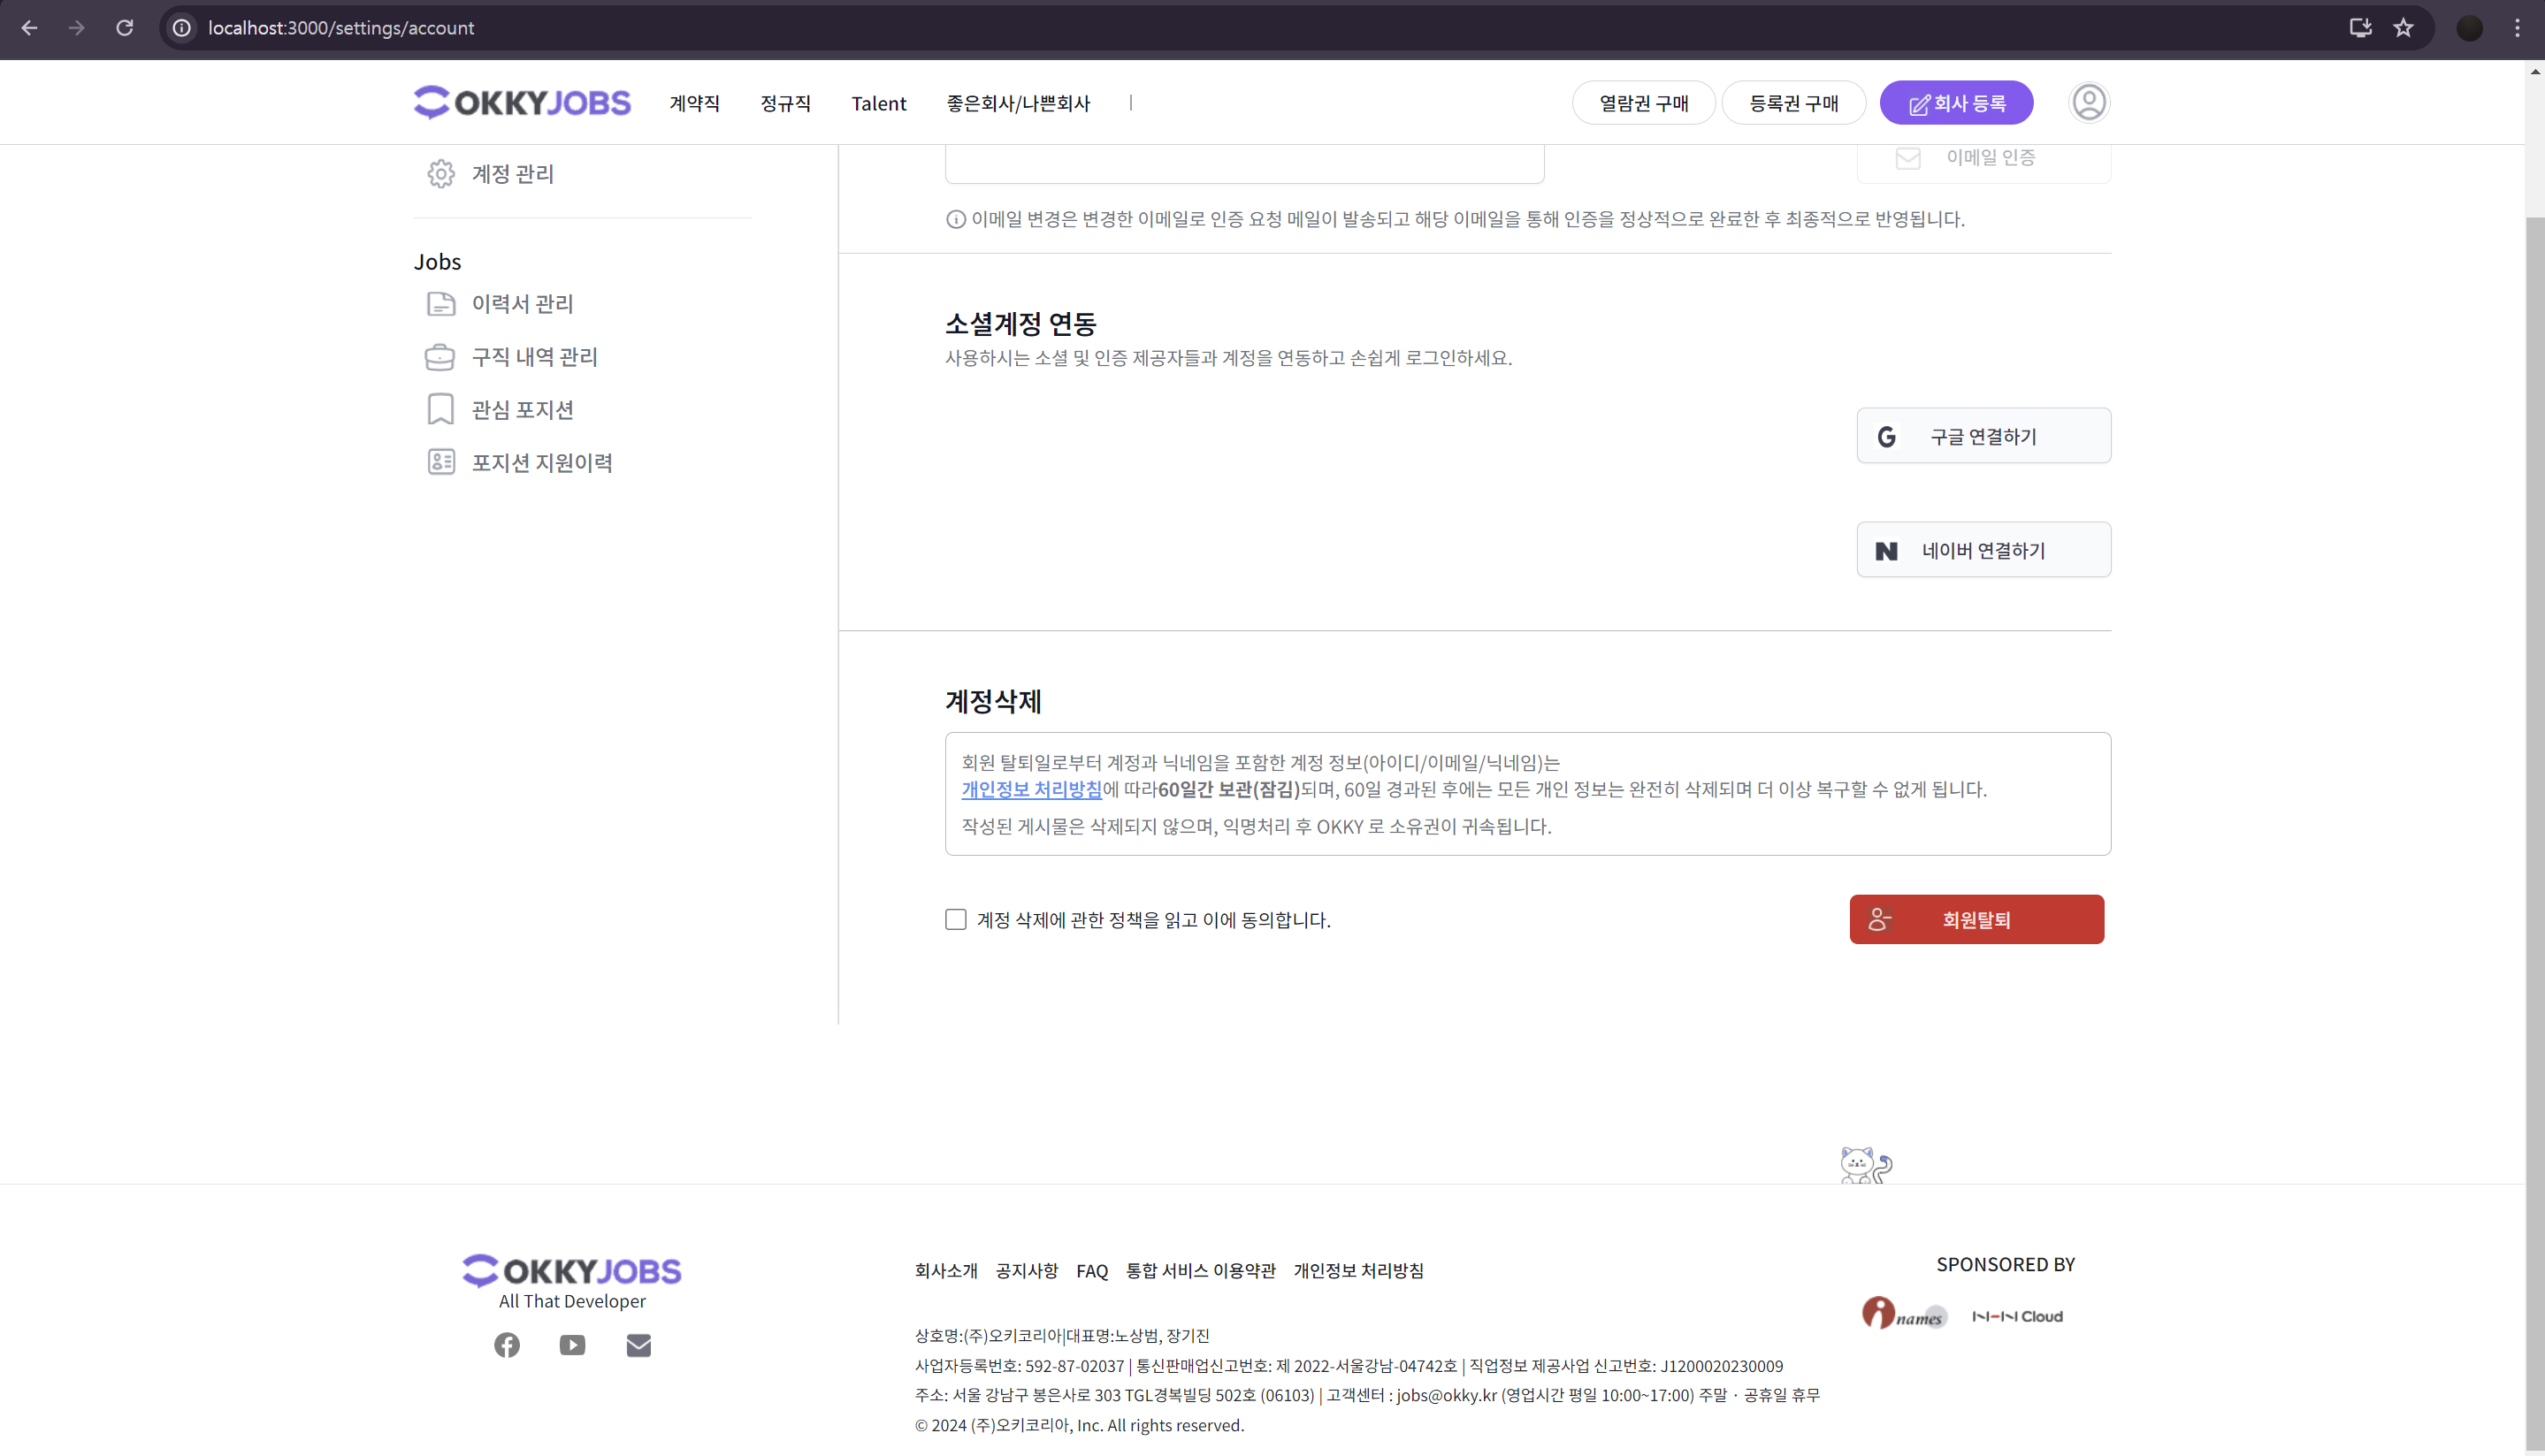 localhost:3000/settings/account
OKKYJOBS
계약직
정규직
Talent
좋은회사/나쁜회사
|
열람권 구매
등록권 구매
회사 등록
계정 관리
Jobs
이력서 관리
구직 내역 관리
관심 포지션
포지션 지원이력
이메일 인증
이메일 변경은 변경한 이메일로 인증 요청 메일이 발송되고 해당 이메일을 통해 인증을 정상적으로 완료한 후 최종적으로 반영됩니다.
소셜계정 연동
사용하시는 소셜 및 인증 제공자들과 계정을 연동하고 손쉽게 로그인하세요.
구글 연결하기
네이버 연결하기
계정삭제
회원 탈퇴일로부터 계정과 닉네임을 포함한 계정 정보(아이디/이메일/닉네임)는
개인정보 처리방침에 따라60일간 보관(잠김)되며, 60일 경과된 후에는 모든 개인 정보는 완전히 삭제되며 더 이상 복구할 수 없게 됩니다.
작성된 게시물은 삭제되지 않으며, 익명처리 후 OKKY 로 소유권이 귀속됩니다.
계정 삭제에 관한 정책을 읽고 이에 동의합니다.
회원탈퇴
OKKYJOBS
All That Developer
회사소개 공지사항 FAQ 통합 서비스 이용약관 개인정보 처리방침
상호명:(주)오키코리아|대표명:노상범, 장기진
사업자등록번호: 592-87-02037 | 통신판매업신고번호: 제 2022-서울강남-04742호 | 직업정보 제공사업 신고번호: J1200020230009
주소: 서울 강남구 봉은사로 303 TGL경복빌딩 502호 (06103) | 고객센터 : jobs@okky.kr (영업시간 평일 10:00~17:00) 주말 · 공휴일 휴무
© 2024 (주)오키코리아, Inc. All rights reserved.
SPONSORED BY
inames
NHN Cloud